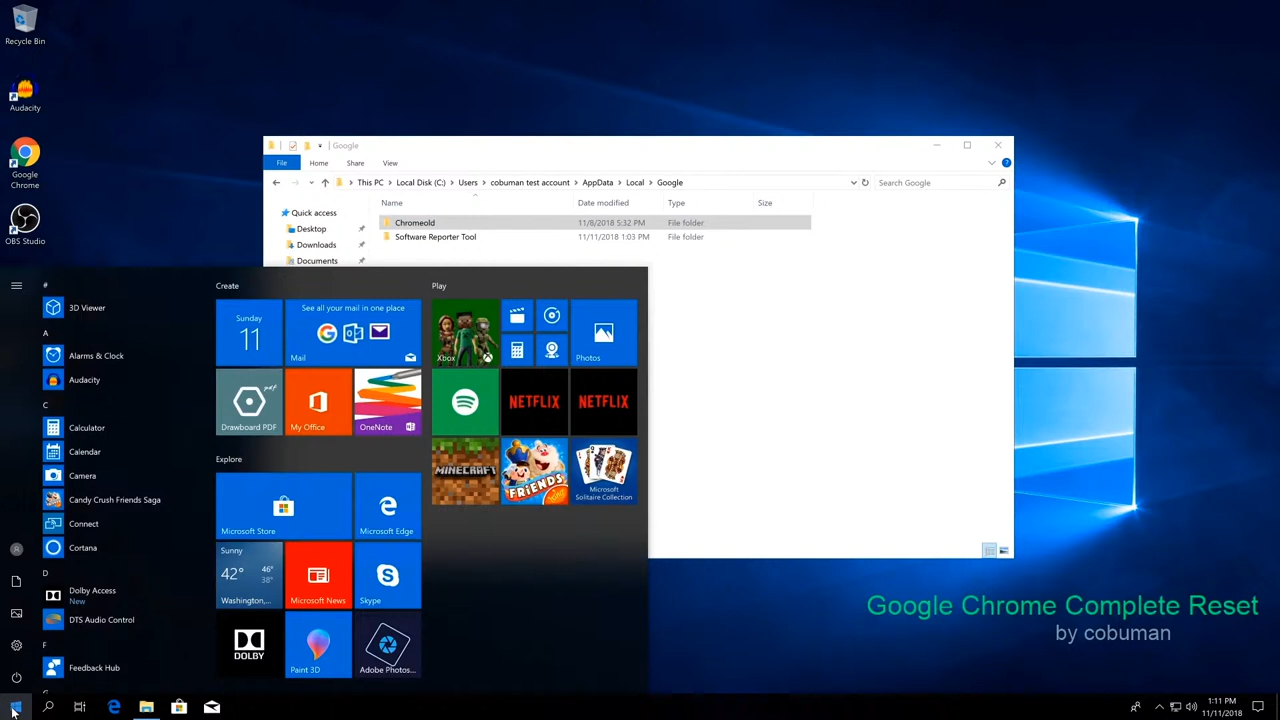 Recycle Bin
Audacity
Google
Chrome
OBS Studio
Google
File
Home
Share
View
This PC
Local Disk (C:)
Users
cobuman test account
AppData
Local
Google
Search Google
Name
Date modified
Type
Size
Quick access
Desktop
Downloads
Documents
Chromeold
11/8/2018 5:32 PM
File folder
Software Reporter Tool
11/11/2018 1:03 PM
File folder
#
3D Viewer
A
Alarms & Clock
Audacity
C
Calculator
Calendar
Camera
Candy Crush Friends Saga
Connect
Cortana
D
Dolby Access
New
DTS Audio Control
F
Feedback Hub
Create
Sunday
11
See all your mail in one place
Mail
Drawboard PDF
My Office
OneNote
Explore
Microsoft Store
Microsoft Edge
Sunny
42°
46°
38°
Washington,...
Microsoft News
Skype
DOLBY
Paint 3D
Adobe Photos...
Play
Xbox
Photos
NETFLIX
NETFLIX
MINECRAFT
FRIENDS
Microsoft
Solitaire Collection
Google Chrome Complete Reset
by cobuman
1:11 PM
11/11/2018